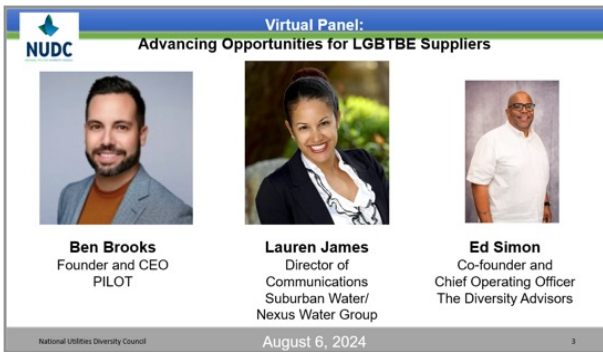 Virtual Panel:
Advancing Opportunities for LGBTBE Suppliers
NUDC
Ben Brooks
Founder and CEO
PILOT
Lauren James
Director of
Communications
Suburban Water/
Nexus Water Group
Ed Simon
Co-founder and
Chief Operating Officer
The Diversity Advisors
National Utilities Diversity Council
August 6, 2024
3